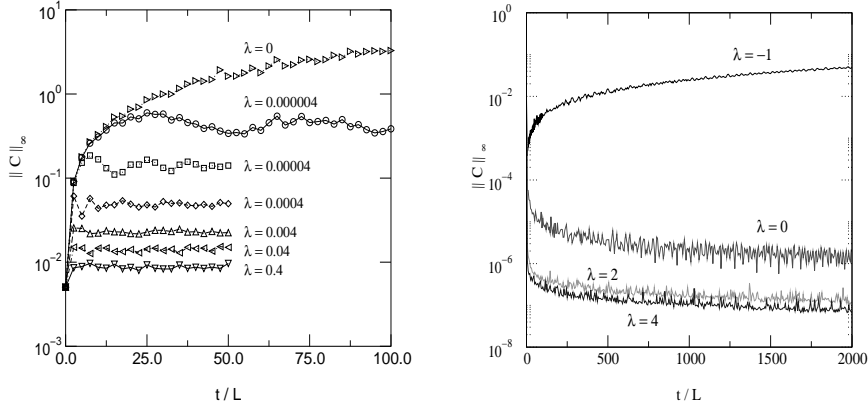 10^1
10^0
10^-1
10^-2
10^-3
|| C ||_∞
0.0
25.0
50.0
75.0
100.0
t / L
λ = 0
λ = 0.000004
λ = 0.00004
λ = 0.0004
λ = 0.004
λ = 0.04
λ = 0.4
10^0
10^-2
10^-4
10^-6
10^-8
|| C ||_∞
0
500
1000
1500
2000
t / L
λ = −1
λ = 0
λ = 2
λ = 4